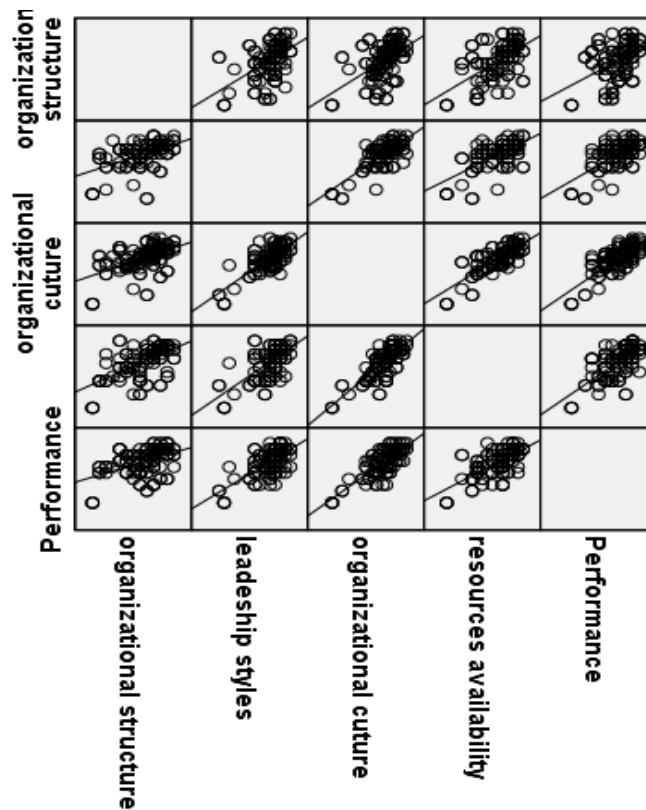 organization
structure
organizational
cuture
Performance
organizational structure
leadeship styles
organizational cuture
resources availability
Performance